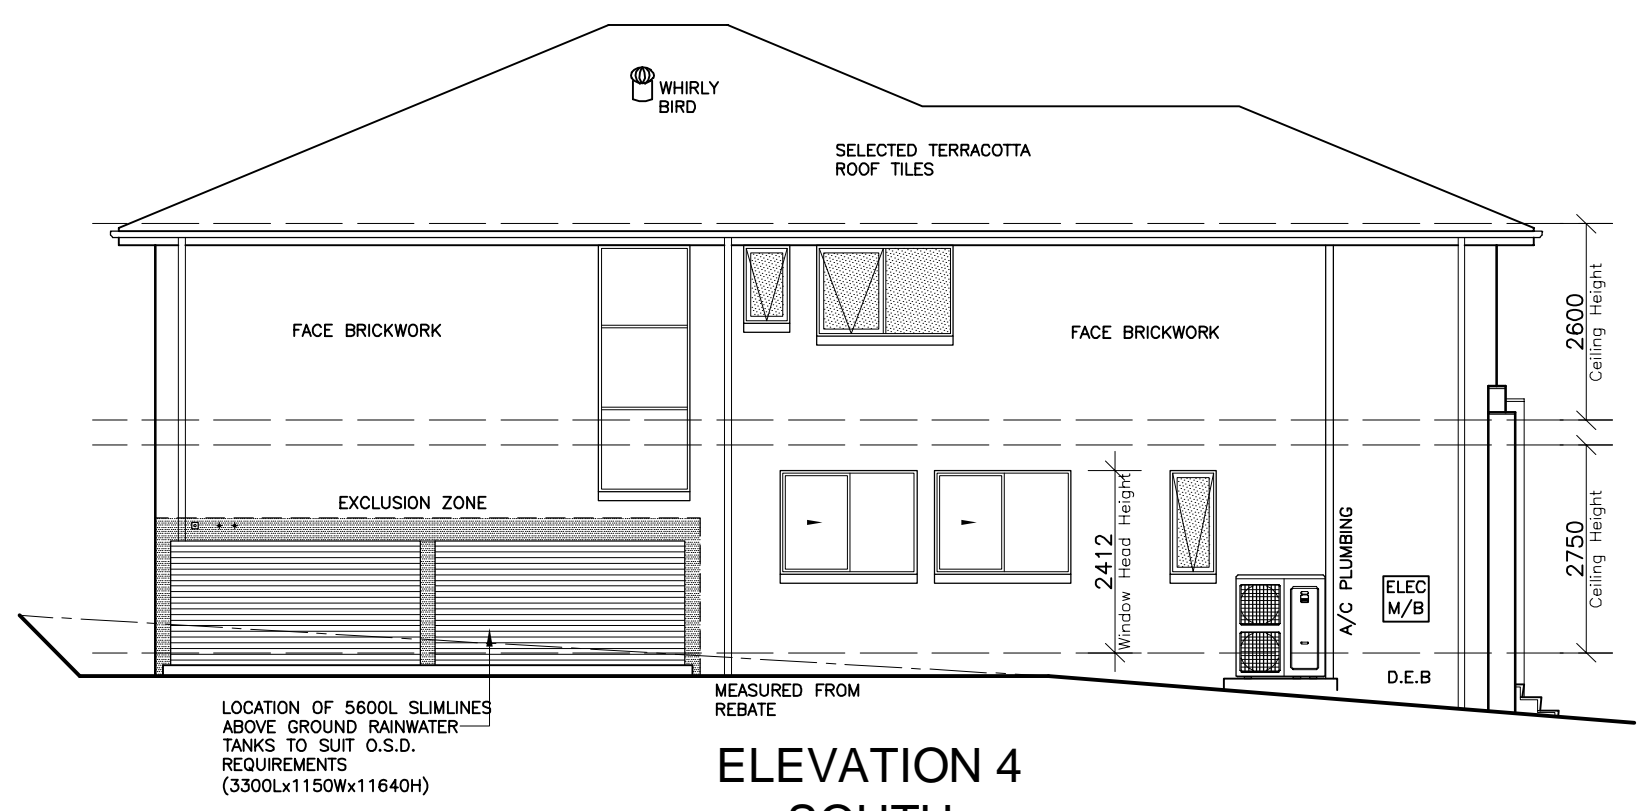 WHIRLY
BIRD
SELECTED TERRACOTTA
ROOF TILES
FACE BRICKWORK
FACE BRICKWORK
2600
Ceiling Height
EXCLUSION ZONE
2412
Window Head Height
A/C PLUMBING
ELEC
M/B
2750
Ceiling Height
D.E.B
MEASURED FROM
REBATE
LOCATION OF 5600L SLIMLINES
ABOVE GROUND RAINWATER
TANKS TO SUIT O.S.D.
REQUIREMENTS
(3300Lx1150Wx11640H)
ELEVATION 4
SOUTH